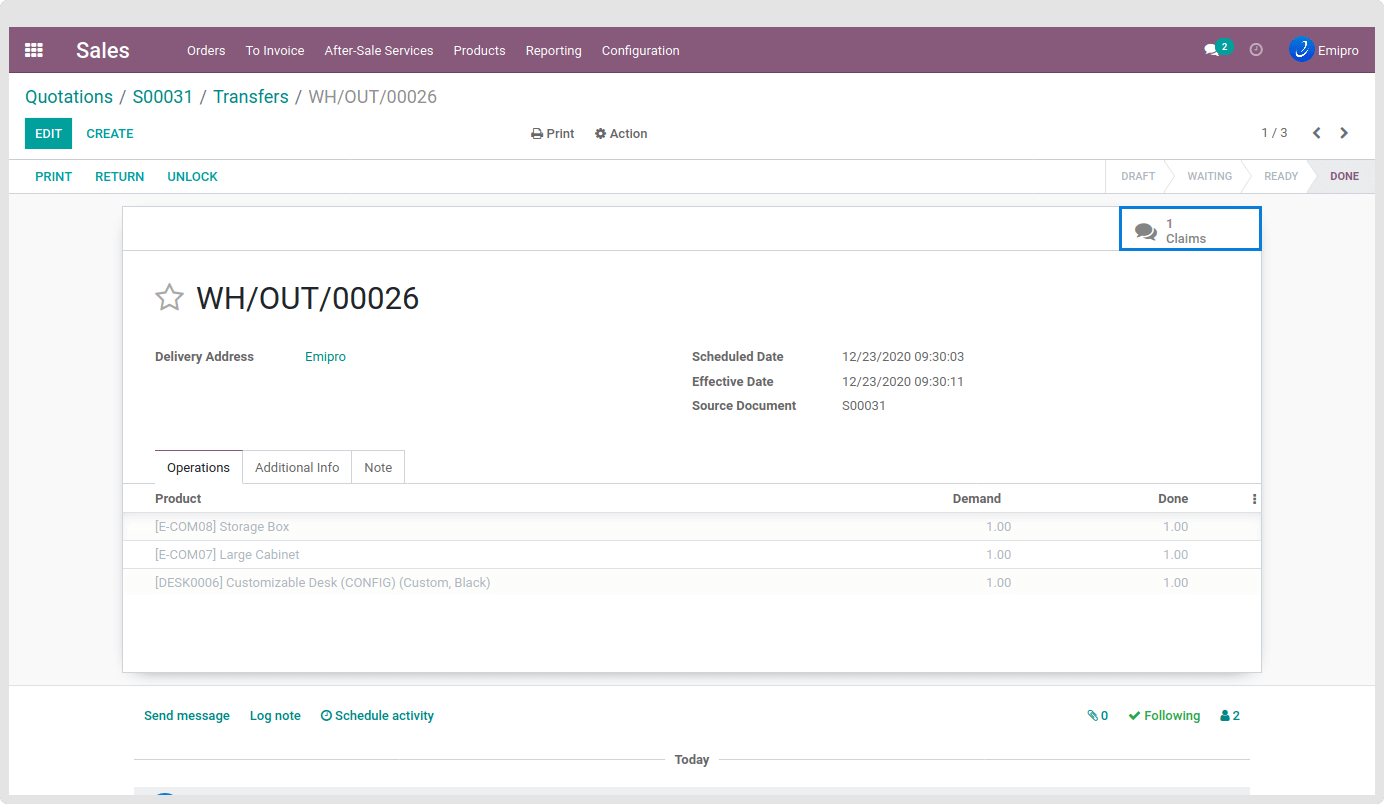 Sales Orders To Invoice After-Sale Services Products Reporting Configuration 2 Emipro
Quotations / S00031 / Transfers / WH/OUT/00026
EDIT CREATE Print Action 1 / 3
PRINT RETURN UNLOCK DRAFT WAITING READY DONE
1
Claims
WH/OUT/00026
Delivery Address Emipro Scheduled Date 12/23/2020 09:30:03
Effective Date 12/23/2020 09:30:11
Source Document S00031
Operations Additional Info Note
Product Demand Done
[E-COM08] Storage Box 1.00 1.00
[E-COM07] Large Cabinet 1.00 1.00
[DESK0006] Customizable Desk (CONFIG) (Custom, Black) 1.00 1.00
Send message Log note Schedule activity 0 Following 2
Today